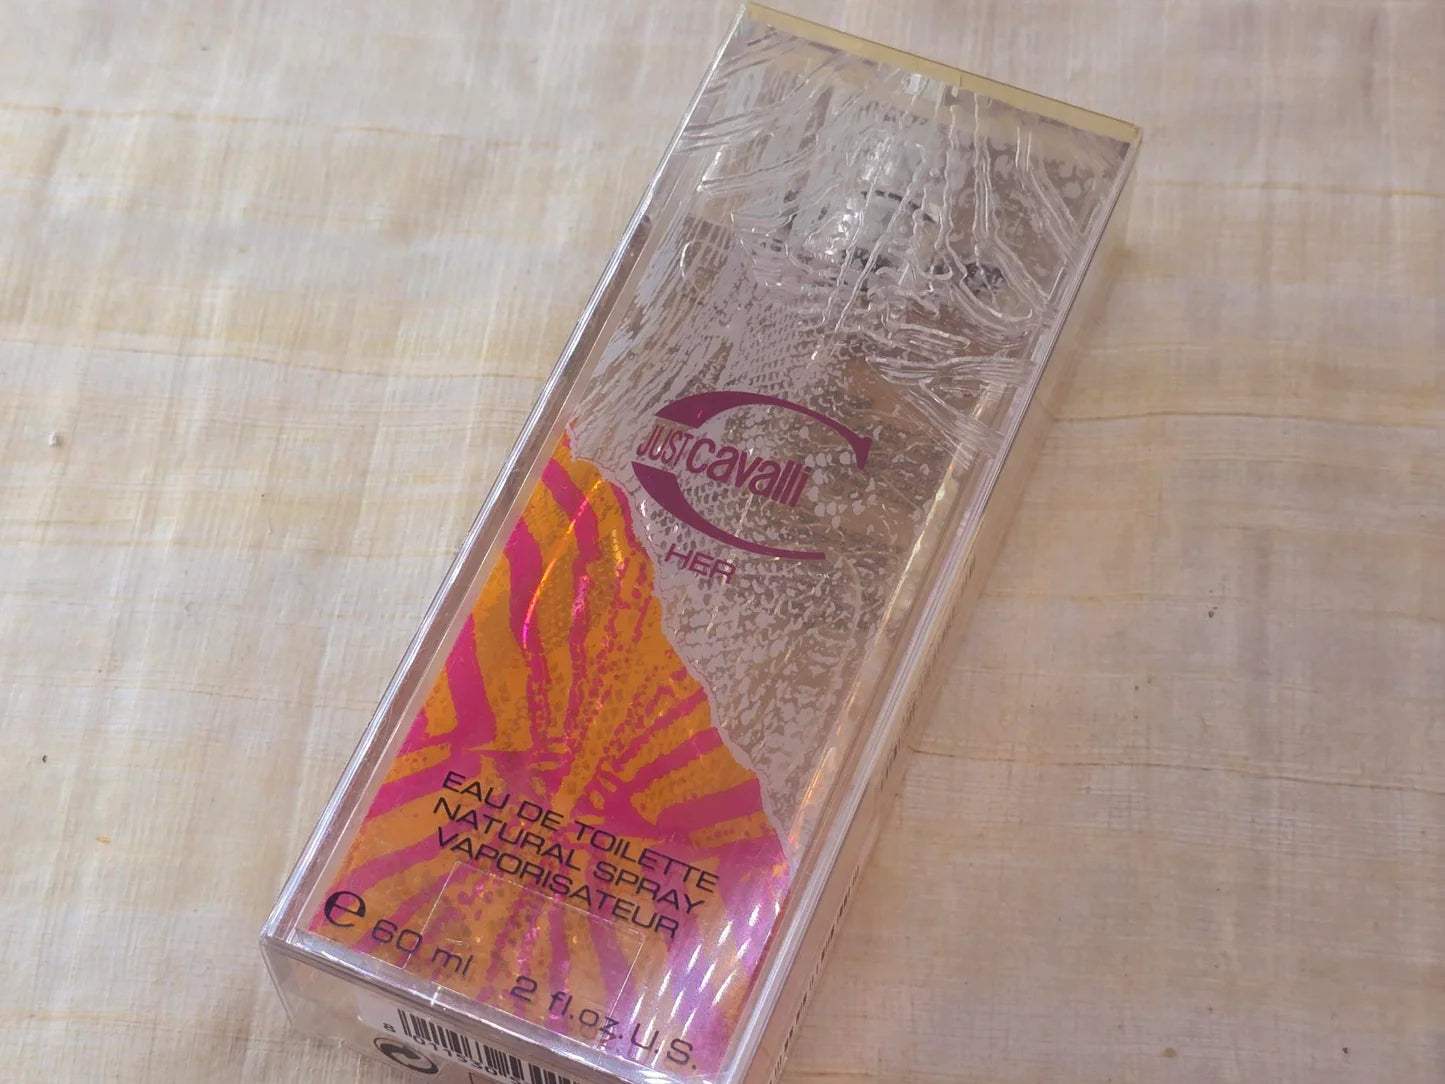 JUST cavalli
HER
EAU DE TOILETTE
NATURAL SPRAY
VAPORISATEUR
e 60 ml 2 fl.oz.U.S.